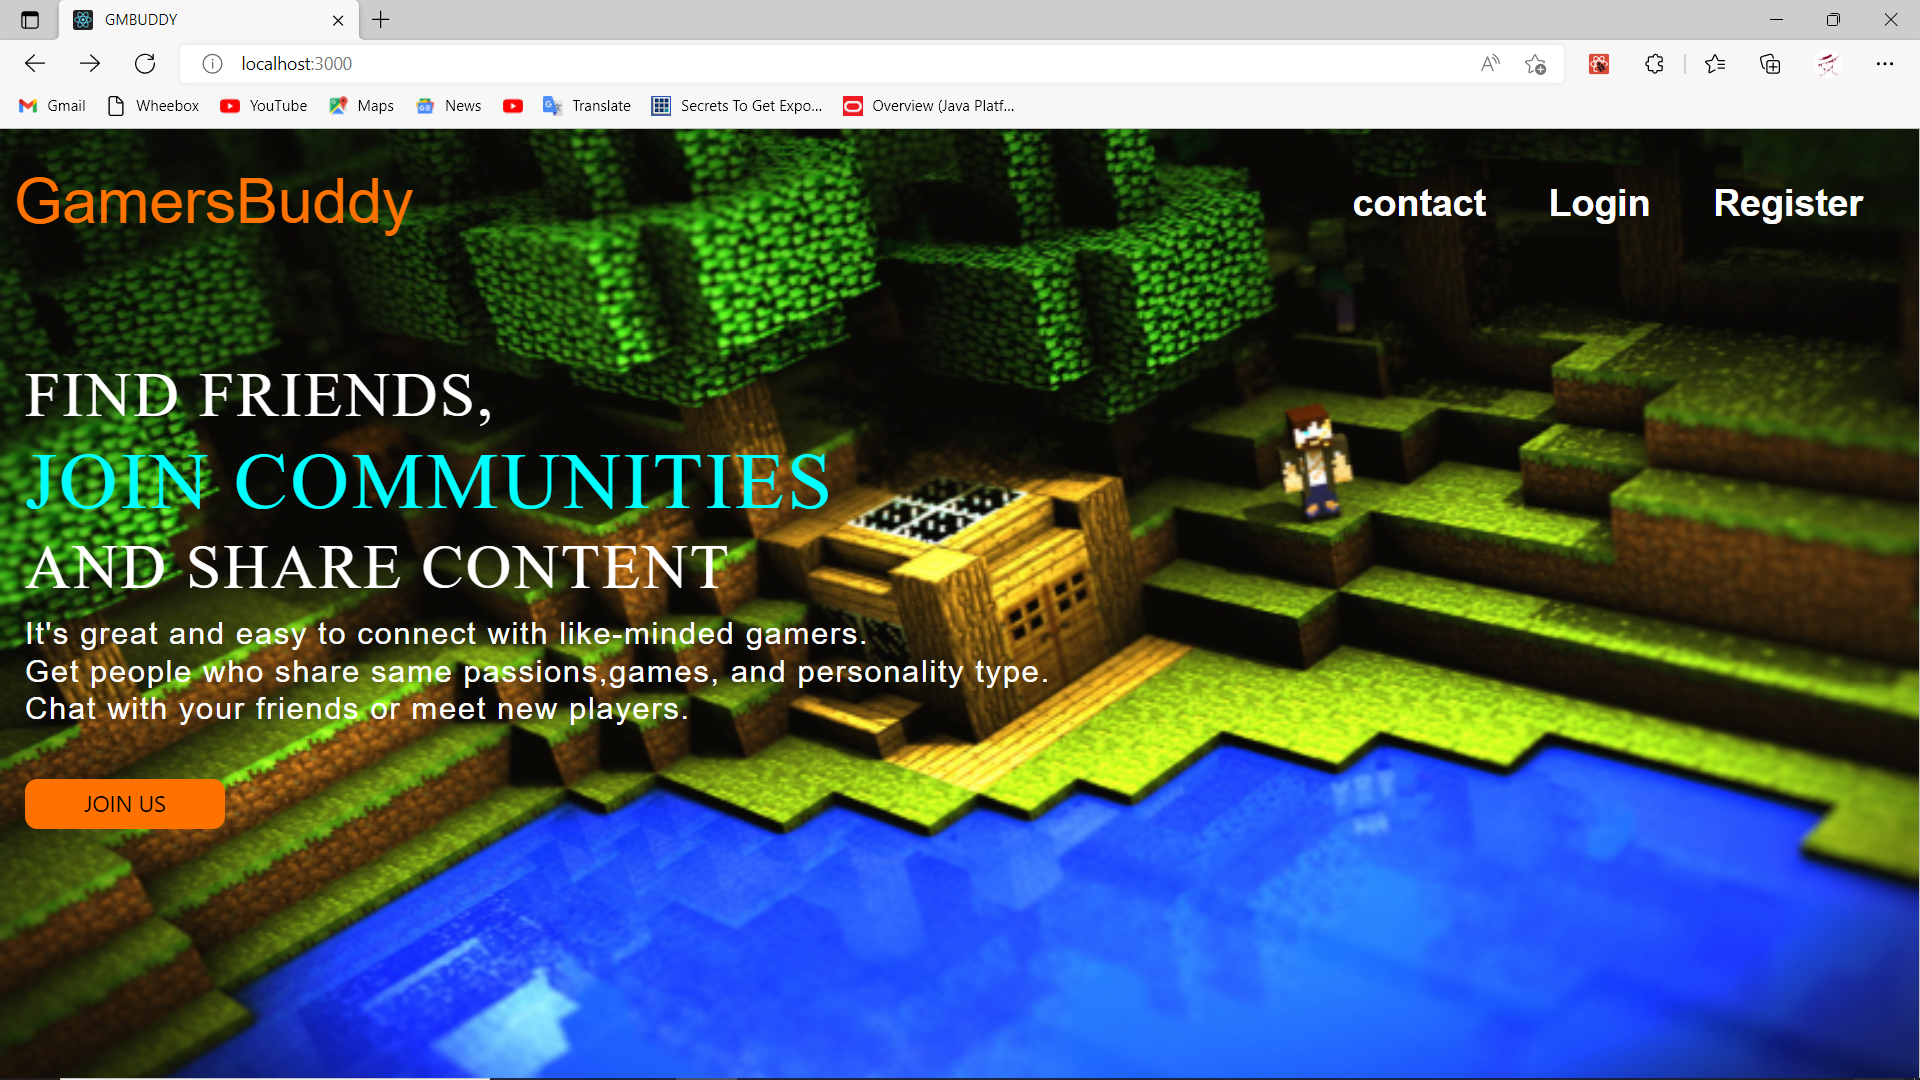 GMBUDDY
localhost:3000
Gmail
Wheebox
YouTube
Maps
News
Translate
Secrets To Get Expo...
Overview (Java Platf...
GamersBuddy
contact
Login
Register
FIND FRIENDS,
JOIN COMMUNITIES
AND SHARE CONTENT
It's great and easy to connect with like-minded gamers.
Get people who share same passions,games, and personality type.
Chat with your friends or meet new players.
JOIN US